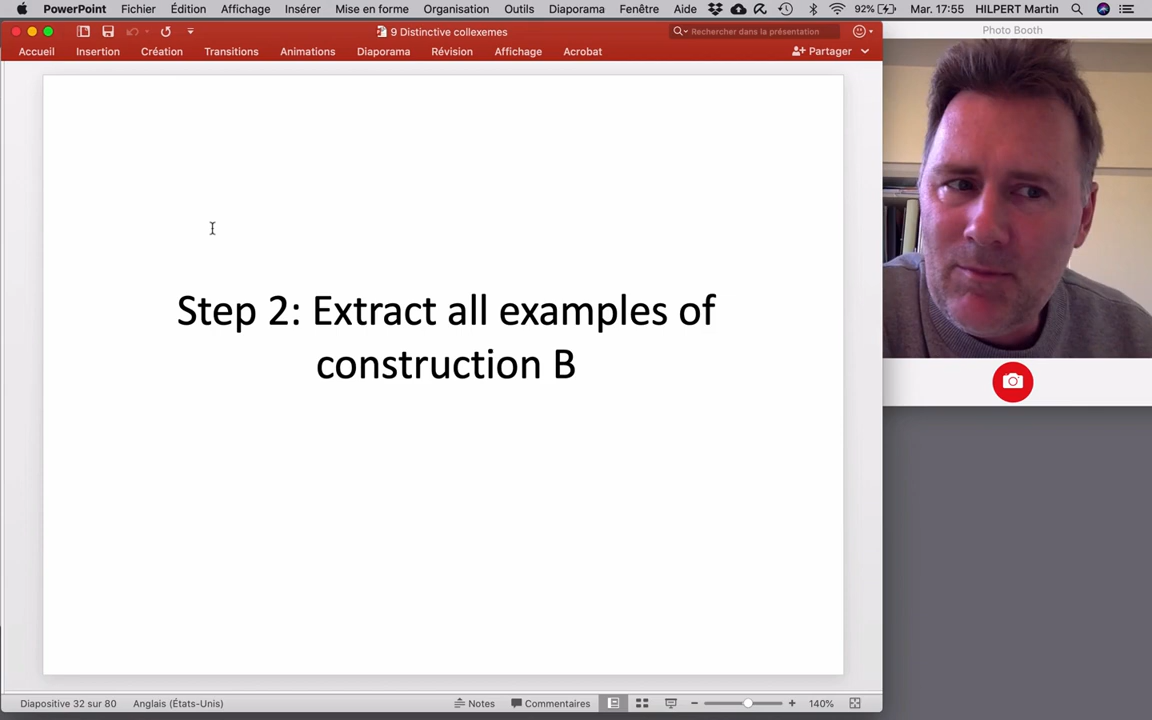 PowerPoint Fichier Édition Affichage Insérer Mise en forme Organisation Outils Diaporama Fenêtre Aide 92% Mar. 17:55 HILPERT Martin
9 Distinctive collexemes
Rechercher dans la présentation
Photo Booth
Accueil Insertion Création Transitions Animations Diaporama Révision Affichage Acrobat Partager
Step 2: Extract all examples of
construction B
Diapositive 32 sur 80 Anglais (États-Unis) Notes Commentaires 140%